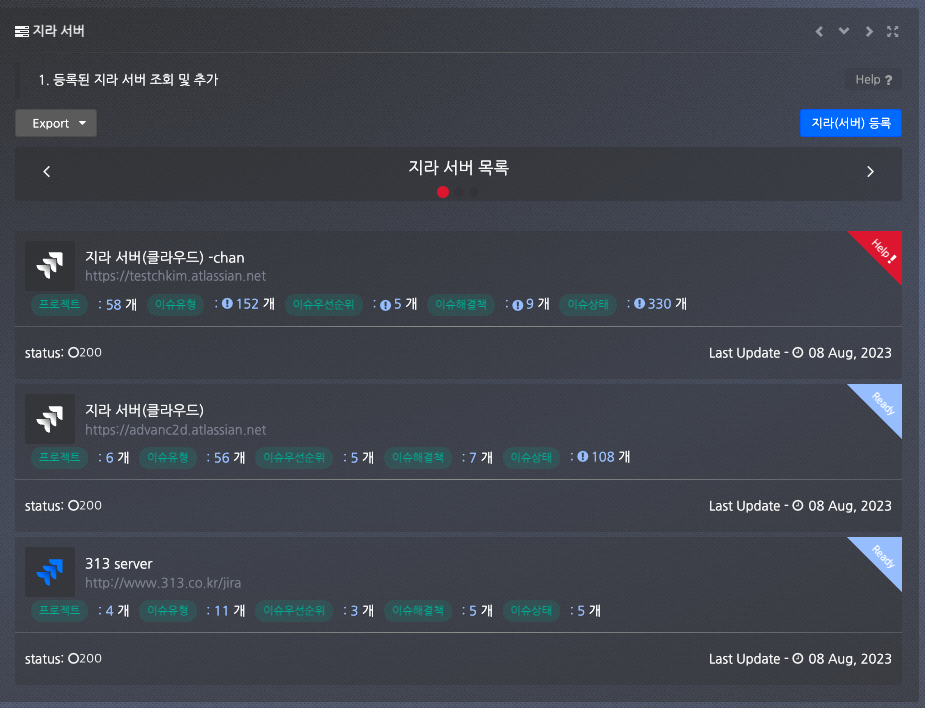 지라 서버
1. 등록된 지라 서버 조회 및 추가
Help ?
Export
지라(서버) 등록
지라 서버 목록
지라 서버(클라우드) -chan
Help !
https://testchkim.atlassian.net
프로젝트 : 58 개 이슈유형 : 152 개 이슈우선순위 : 5 개 이슈해결책 : 9 개 이슈상태 : 330 개
status: 200
Last Update - 08 Aug, 2023
지라 서버(클라우드)
Ready
https://advanc2d.atlassian.net
프로젝트 : 6 개 이슈유형 : 56 개 이슈우선순위 : 5 개 이슈해결책 : 7 개 이슈상태 : 108 개
status: 200
Last Update - 08 Aug, 2023
313 server
Ready
http://www.313.co.kr/jira
프로젝트 : 4 개 이슈유형 : 11 개 이슈우선순위 : 3 개 이슈해결책 : 5 개 이슈상태 : 5 개
status: 200
Last Update - 08 Aug, 2023